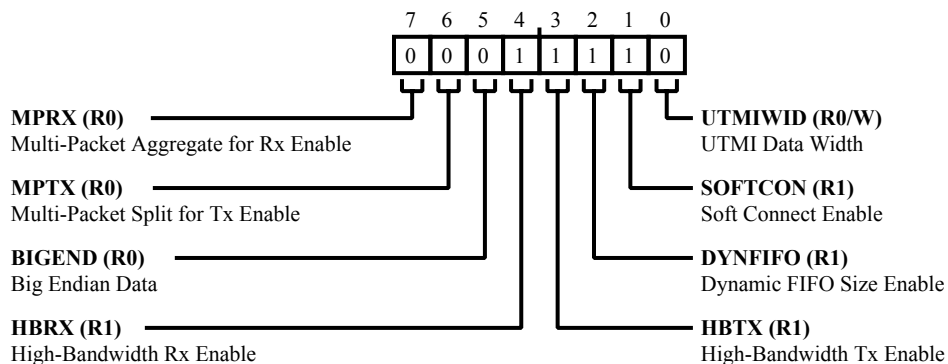 7 6 5 4 3 2 1 0
0 0 0 1 1 1 1 0
MPRX (R0)
Multi-Packet Aggregate for Rx Enable
MPTX (R0)
Multi-Packet Split for Tx Enable
BIGEND (R0)
Big Endian Data
HBRX (R1)
High-Bandwidth Rx Enable
UTMIWID (R0/W)
UTMI Data Width
SOFTCON (R1)
Soft Connect Enable
DYNFIFO (R1)
Dynamic FIFO Size Enable
HBTX (R1)
High-Bandwidth Tx Enable